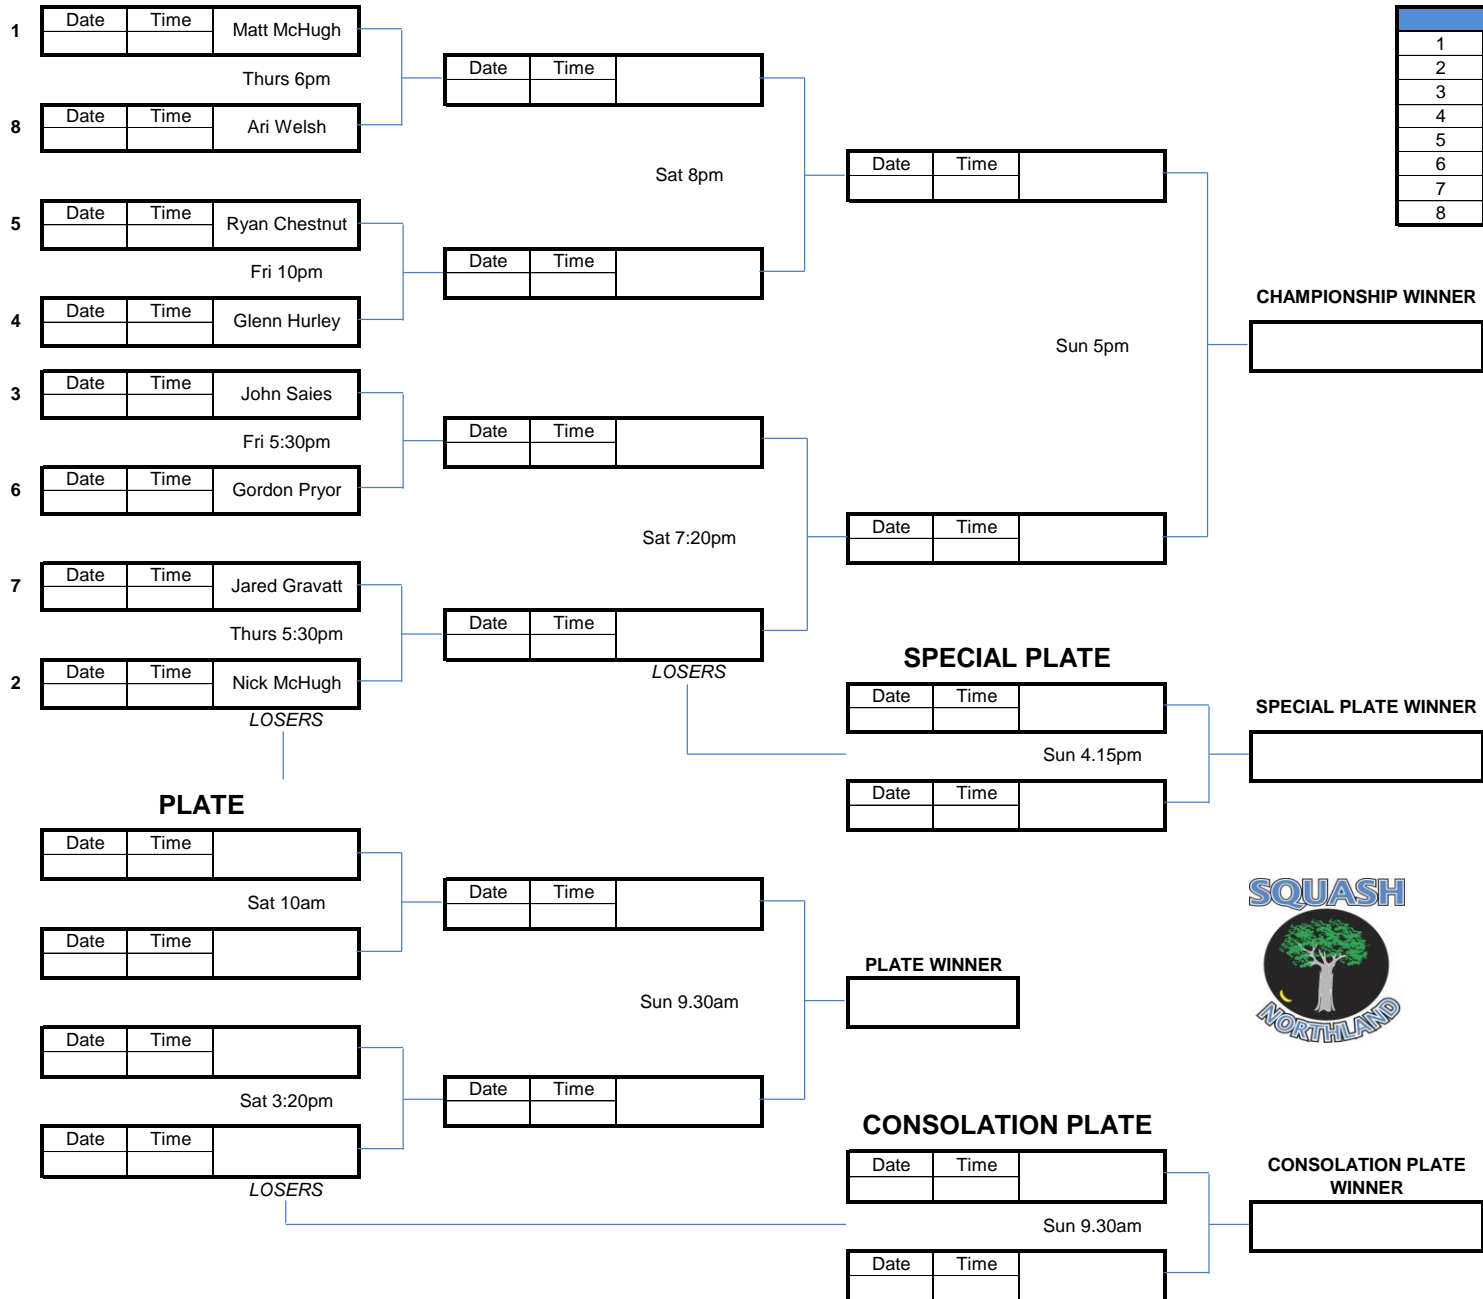 1 Date Time Matt McHugh
Thurs 6pm
8 Date Time Ari Welsh
5 Date Time Ryan Chestnut
Fri 10pm
4 Date Time Glenn Hurley
3 Date Time John Saies
Fri 5:30pm
6 Date Time Gordon Pryor
7 Date Time Jared Gravatt
Thurs 5:30pm
2 Date Time Nick McHugh
LOSERS
Date Time
Sat 8pm
Date Time
Date Time
Sat 7:20pm
Date Time
LOSERS
Date Time
Sun 5pm
Date Time
1
2
3
4
5
6
7
8
CHAMPIONSHIP WINNER
SPECIAL PLATE
Date Time
Sun 4.15pm
Date Time
SPECIAL PLATE WINNER
PLATE
Date Time
Sat 10am
Date Time
Date Time
Sat 3:20pm
Date Time
LOSERS
Date Time
Sun 9.30am
Date Time
PLATE WINNER
SQUASH
NORTHLAND
CONSOLATION PLATE
Date Time
Sun 9.30am
Date Time
CONSOLATION PLATE
WINNER